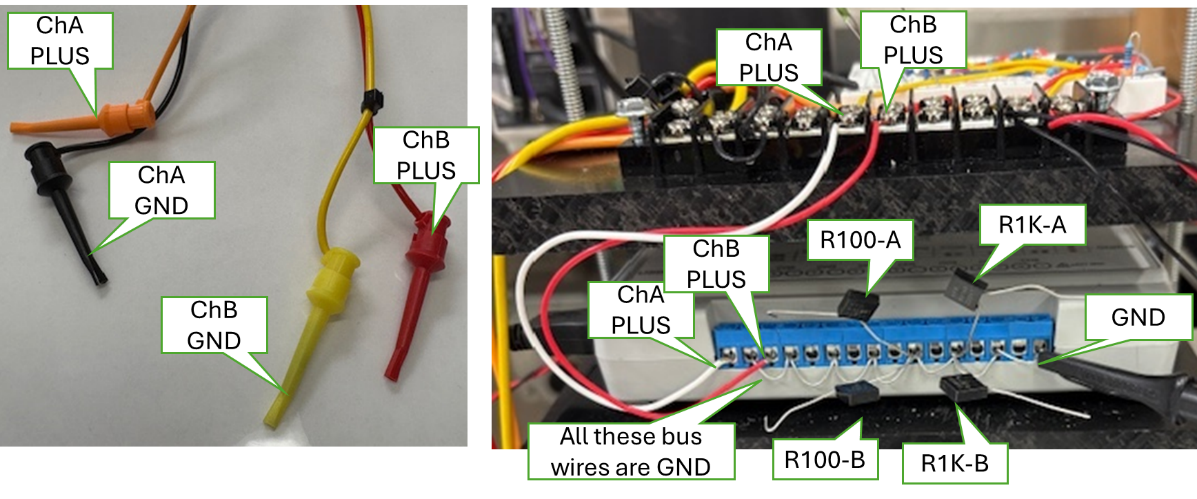 ChA
PLUS
ChA
GND
ChB
PLUS
ChB
GND
ChA
PLUS
ChB
PLUS
R100-A
R1K-A
ChB
PLUS
ChA
PLUS
GND
All these bus
wires are GND
R100-B
R1K-B